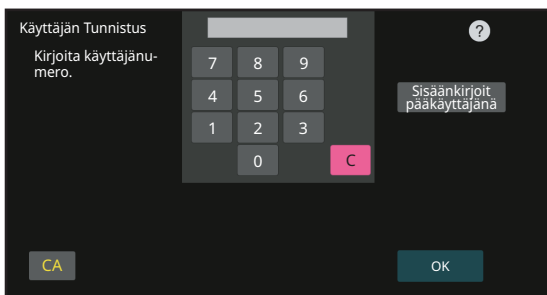 Käyttäjän Tunnistus
?
Kirjoita käyttäjänu-
mero.
7 8 9
4 5 6
1 2 3
0 C
Sisäänkirjoit
pääkäyttäjänä
CA
OK